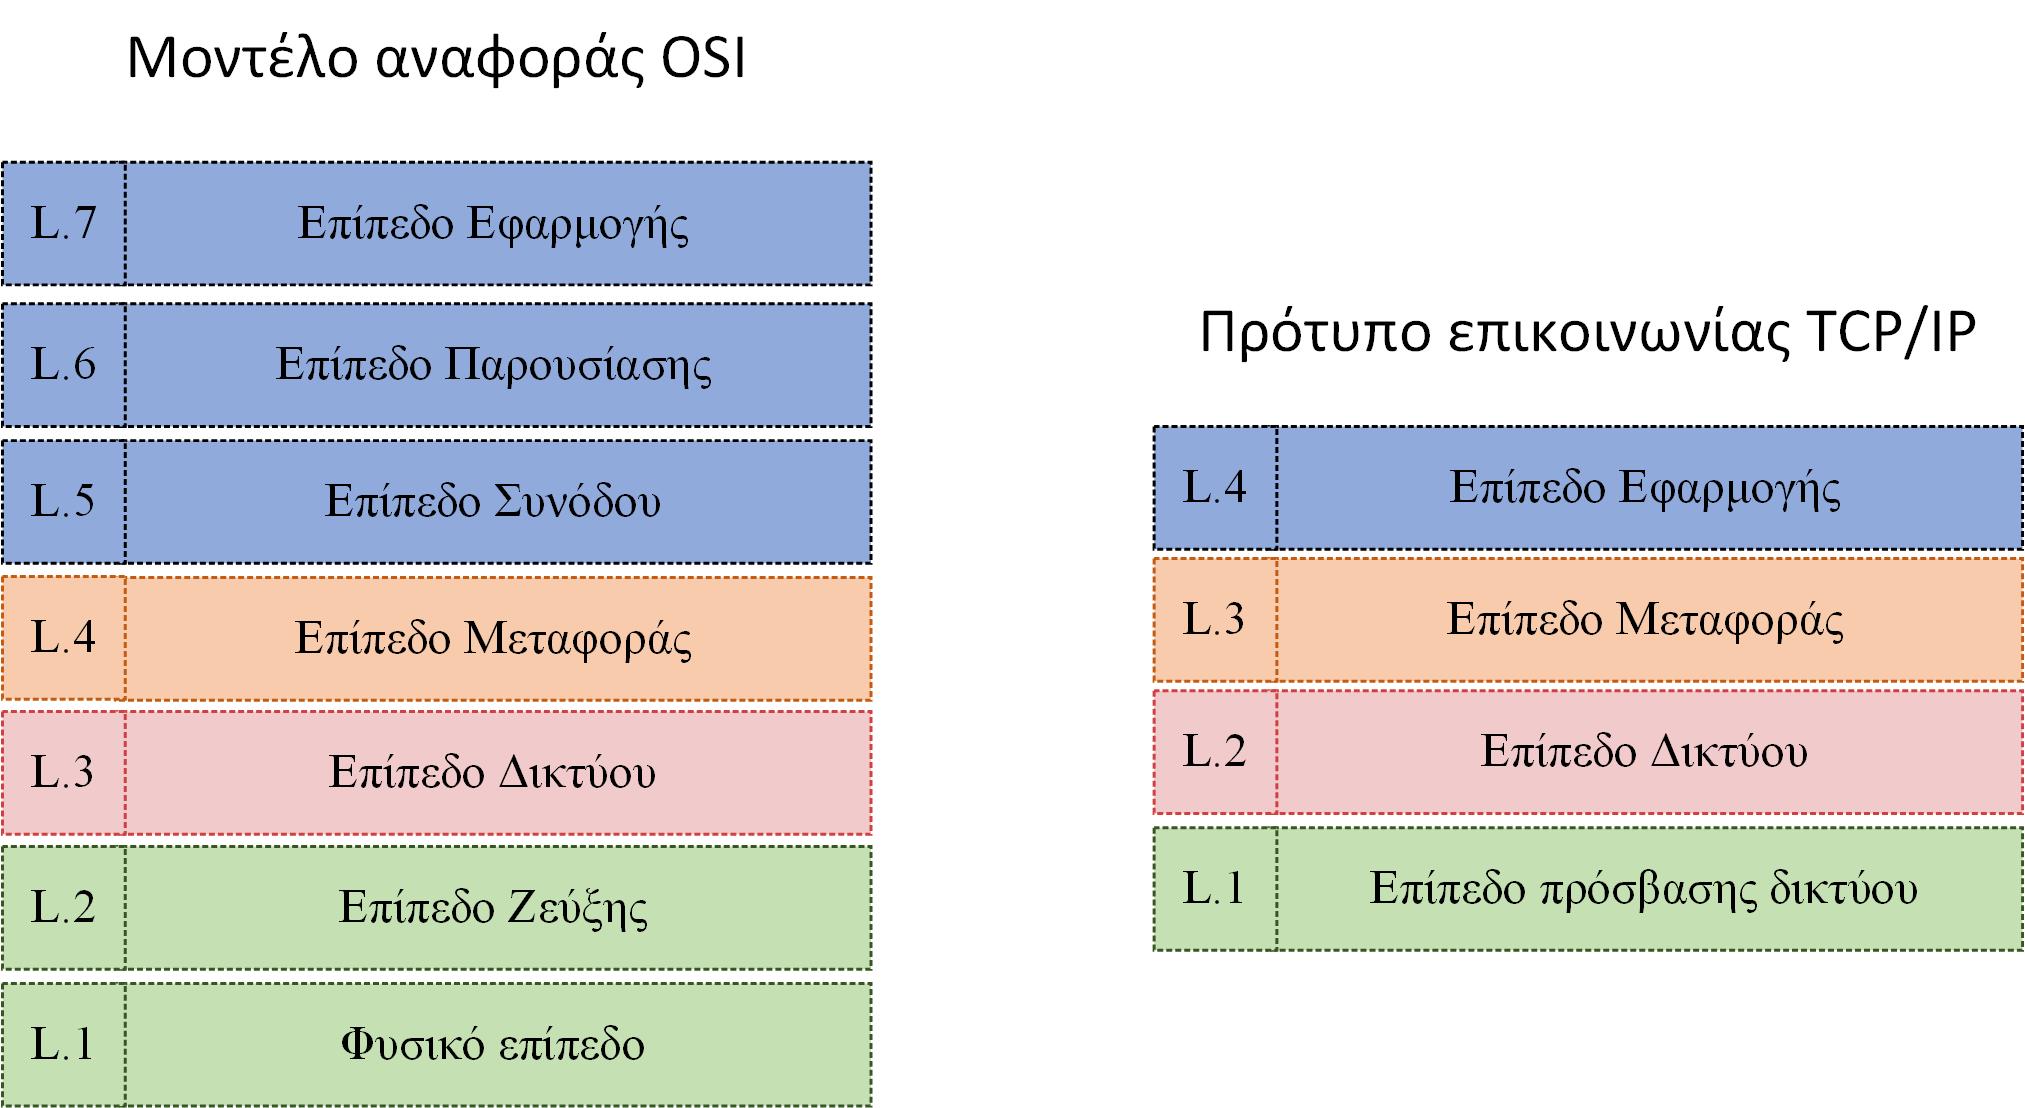 Μοντέλο αναφοράς OSI
L.7 Επίπεδο Εφαρμογής
L.6 Επίπεδο Παρουσίασης
L.5 Επίπεδο Συνόδου
L.4 Επίπεδο Μεταφοράς
L.3 Επίπεδο Δικτύου
L.2 Επίπεδο Ζεύξης
L.1 Φυσικό επίπεδο
Πρότυπο επικοινωνίας TCP/IP
L.4 Επίπεδο Εφαρμογής
L.3 Επίπεδο Μεταφοράς
L.2 Επίπεδο Δικτύου
L.1 Επίπεδο πρόσβασης δικτύου